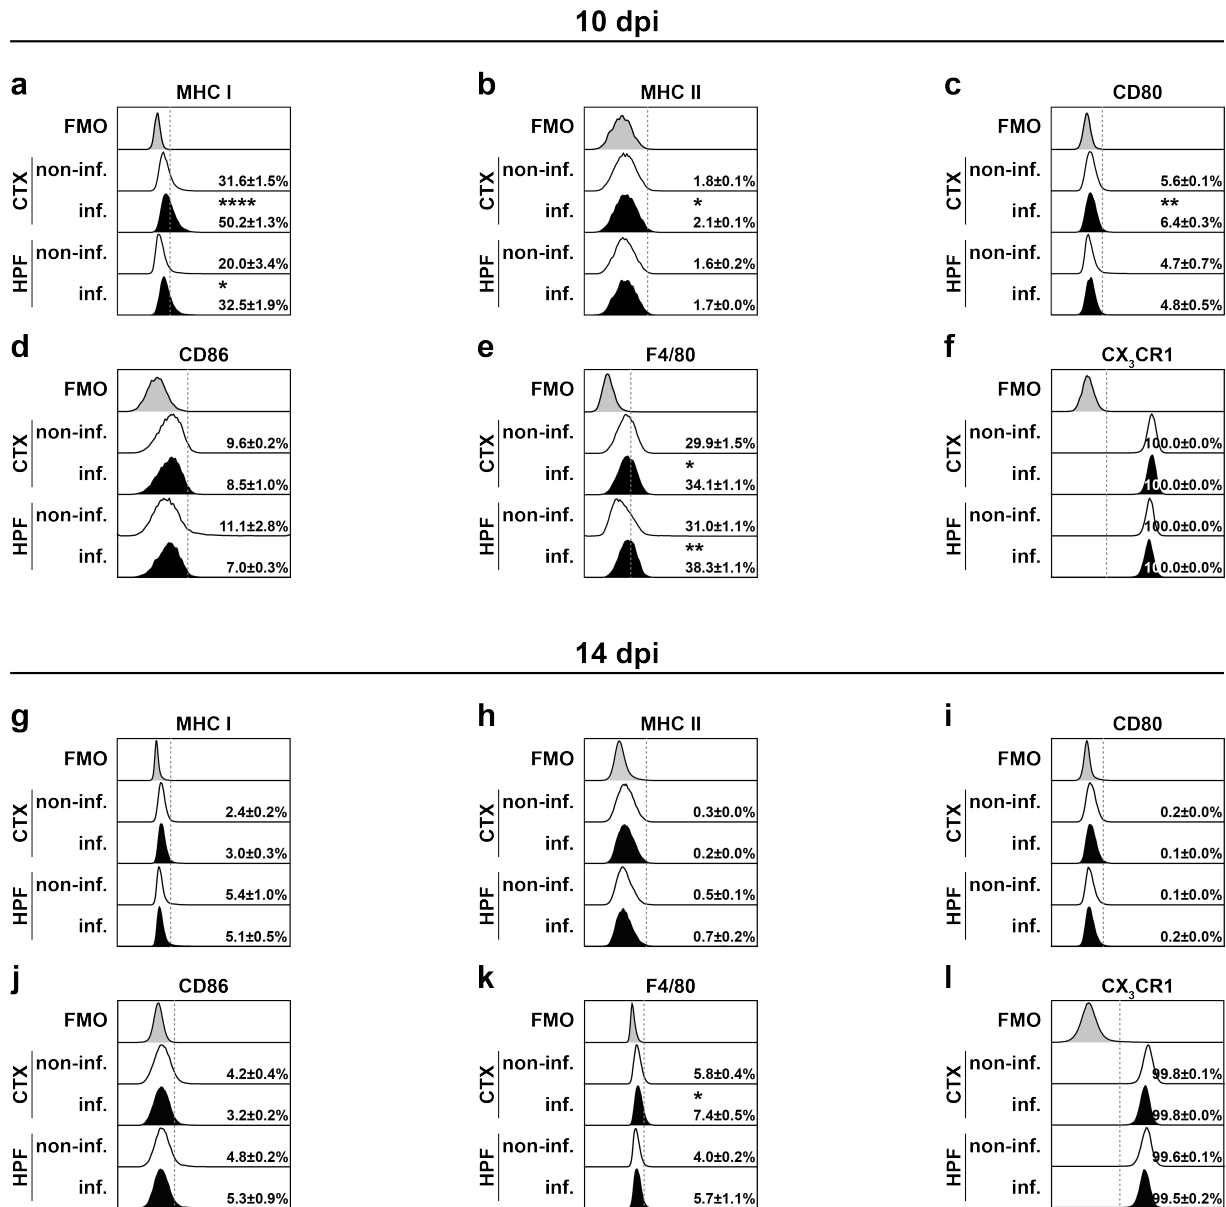 10 dpi
a
MHC I
FMO
CTX
non-inf.
31.6±1.5%
inf.
****
50.2±1.3%
HPF
non-inf.
20.0±3.4%
inf.
*
32.5±1.9%
b
MHC II
FMO
CTX
non-inf.
1.8±0.1%
inf.
*
2.1±0.1%
HPF
non-inf.
1.6±0.2%
inf.
1.7±0.0%
c
CD80
FMO
CTX
non-inf.
5.6±0.1%
inf.
**
6.4±0.3%
HPF
non-inf.
4.7±0.7%
inf.
4.8±0.5%
d
CD86
FMO
CTX
non-inf.
9.6±0.2%
inf.
8.5±1.0%
HPF
non-inf.
11.1±2.8%
inf.
7.0±0.3%
e
F4/80
FMO
CTX
non-inf.
29.9±1.5%
inf.
*
34.1±1.1%
HPF
non-inf.
31.0±1.1%
inf.
**
38.3±1.1%
f
CX₃CR1
FMO
CTX
non-inf.
100.0±0.0%
inf.
100.0±0.0%
HPF
non-inf.
100.0±0.0%
inf.
100.0±0.0%
14 dpi
g
MHC I
FMO
CTX
non-inf.
2.4±0.2%
inf.
3.0±0.3%
HPF
non-inf.
5.4±1.0%
inf.
5.1±0.5%
h
MHC II
FMO
CTX
non-inf.
0.3±0.0%
inf.
0.2±0.0%
HPF
non-inf.
0.5±0.1%
inf.
0.7±0.2%
i
CD80
FMO
CTX
non-inf.
0.2±0.0%
inf.
0.1±0.0%
HPF
non-inf.
0.1±0.0%
inf.
0.2±0.0%
j
CD86
FMO
CTX
non-inf.
4.2±0.4%
inf.
3.2±0.2%
HPF
non-inf.
4.8±0.2%
inf.
5.3±0.9%
k
F4/80
FMO
CTX
non-inf.
5.8±0.4%
inf.
*
7.4±0.5%
HPF
non-inf.
4.0±0.2%
inf.
5.7±1.1%
l
CX₃CR1
FMO
CTX
non-inf.
99.8±0.1%
inf.
99.8±0.0%
HPF
non-inf.
99.6±0.1%
inf.
99.5±0.2%